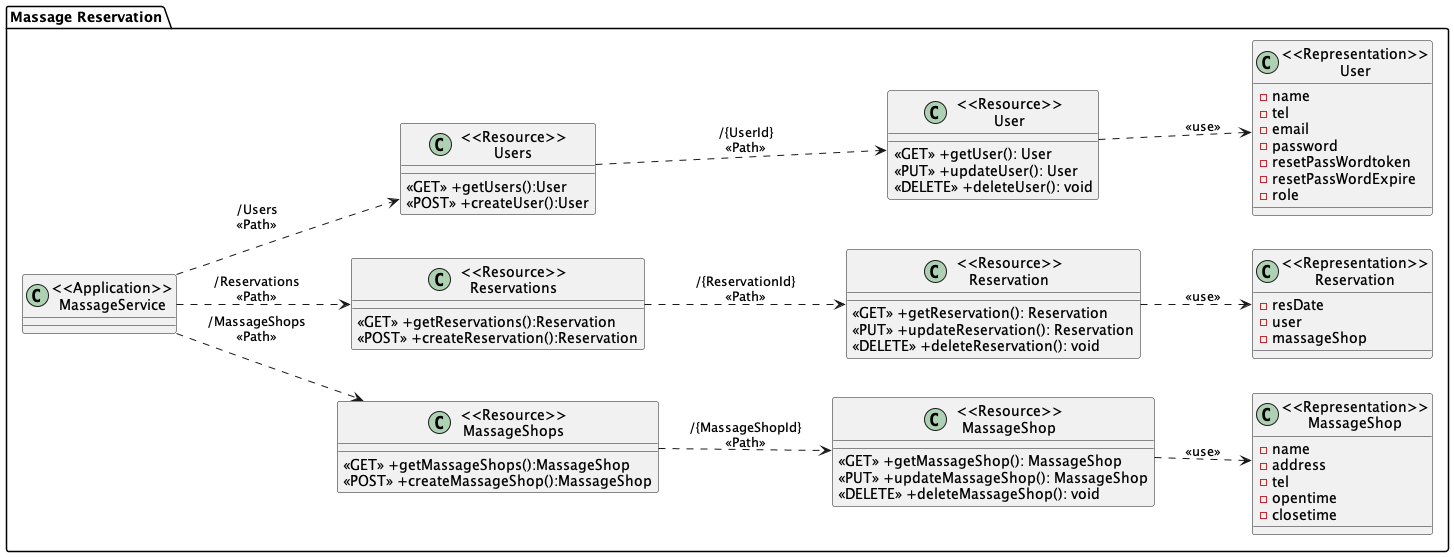 Massage Reservation
<<Application>>
MassageService
/Users
«Path»
/Reservations
«Path»
/MassageShops
«Path»
<<Resource>>
Users
«GET» +getUsers():User
«POST» +createUser():User
<<Resource>>
Reservations
«GET» +getReservations():Reservation
«POST» +createReservation():Reservation
<<Resource>>
MassageShops
«GET» +getMassageShops():MassageShop
«POST» +createMassageShop():MassageShop
/{UserId}
«Path»
/{ReservationId}
«Path»
/{MassageShopId}
«Path»
<<Resource>>
User
«GET» +getUser(): User
«PUT» +updateUser(): User
«DELETE» +deleteUser(): void
<<Resource>>
Reservation
«GET» +getReservation(): Reservation
«PUT» +updateReservation(): Reservation
«DELETE» +deleteReservation(): void
<<Resource>>
MassageShop
«GET» +getMassageShop(): MassageShop
«PUT» +updateMassageShop(): MassageShop
«DELETE» +deleteMassageShop(): void
«use»
«use»
«use»
<<Representation>>
User
name
tel
email
password
resetPassWordtoken
resetPassWordExpire
role
<<Representation>>
Reservation
resDate
user
massageShop
<<Representation>>
MassageShop
name
address
tel
opentime
closetime